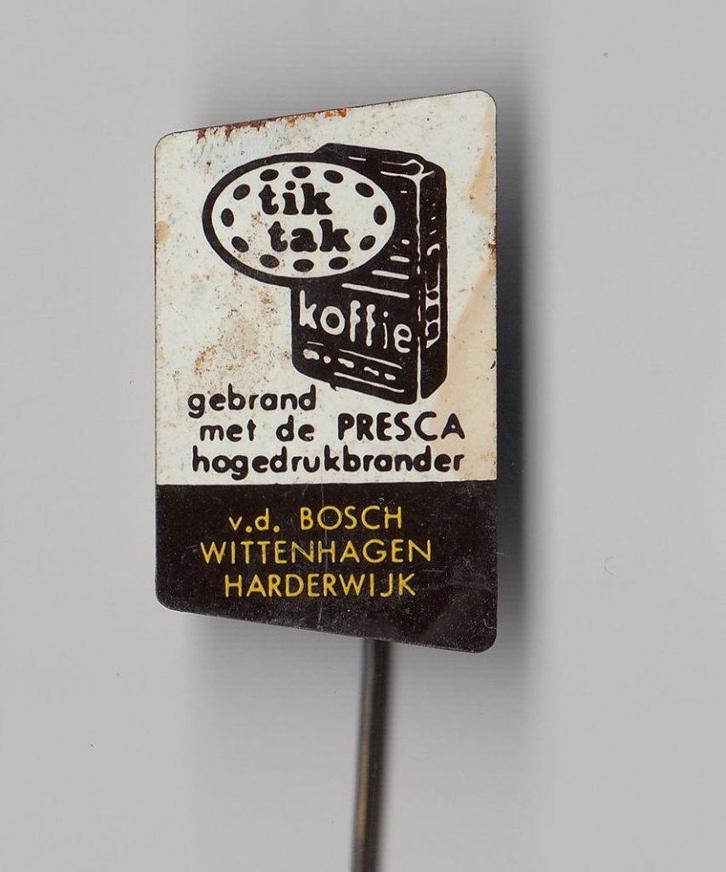 tik
tak
koffie
gebrand
met de PRESCA
hogedrukbrander
v.d. BOSCH
WITTENHAGEN
HARDERWIJK